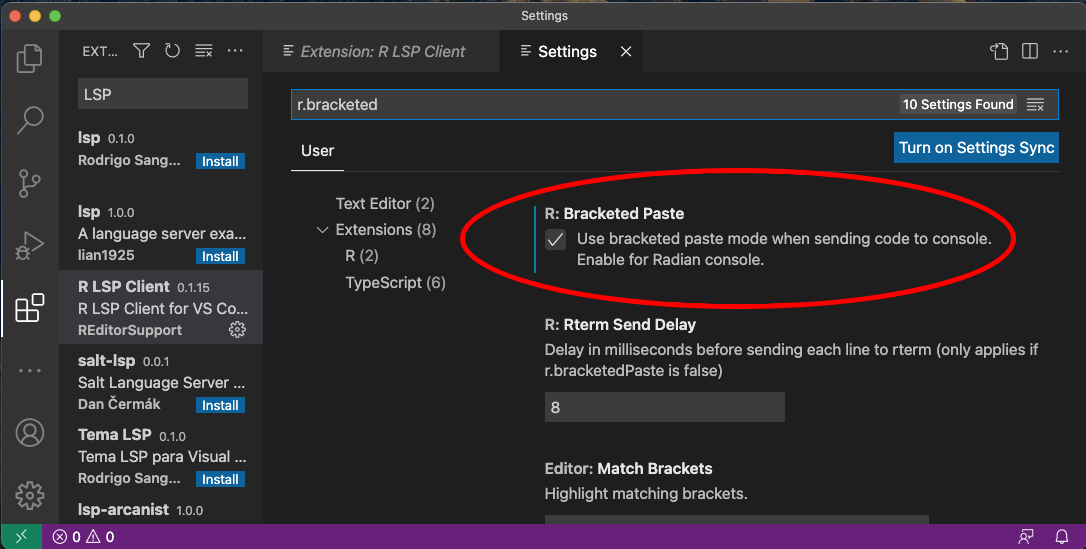 Settings
EXT...
LSP
lsp 0.1.0
Rodrigo Sang... Install
lsp 1.0.0
A language server exa...
lian1925 Install
R LSP Client 0.1.15
R LSP Client for VS Co...
REditorSupport
salt-lsp 0.0.1
Salt Language Server ...
Dan Čermák Install
Tema LSP 0.1.0
Tema LSP para Visual ...
Rodrigo Sang... Install
lsp-arcanist 1.0.0
Extension: R LSP Client
Settings
r.bracketed
10 Settings Found
User
Turn on Settings Sync
Text Editor (2)
Extensions (8)
R (2)
TypeScript (6)
R: Bracketed Paste
Use bracketed paste mode when sending code to console.
Enable for Radian console.
R: Rterm Send Delay
Delay in milliseconds before sending each line to rterm (only applies if
r.bracketedPaste is false)
8
Editor: Match Brackets
Highlight matching brackets.
0 0